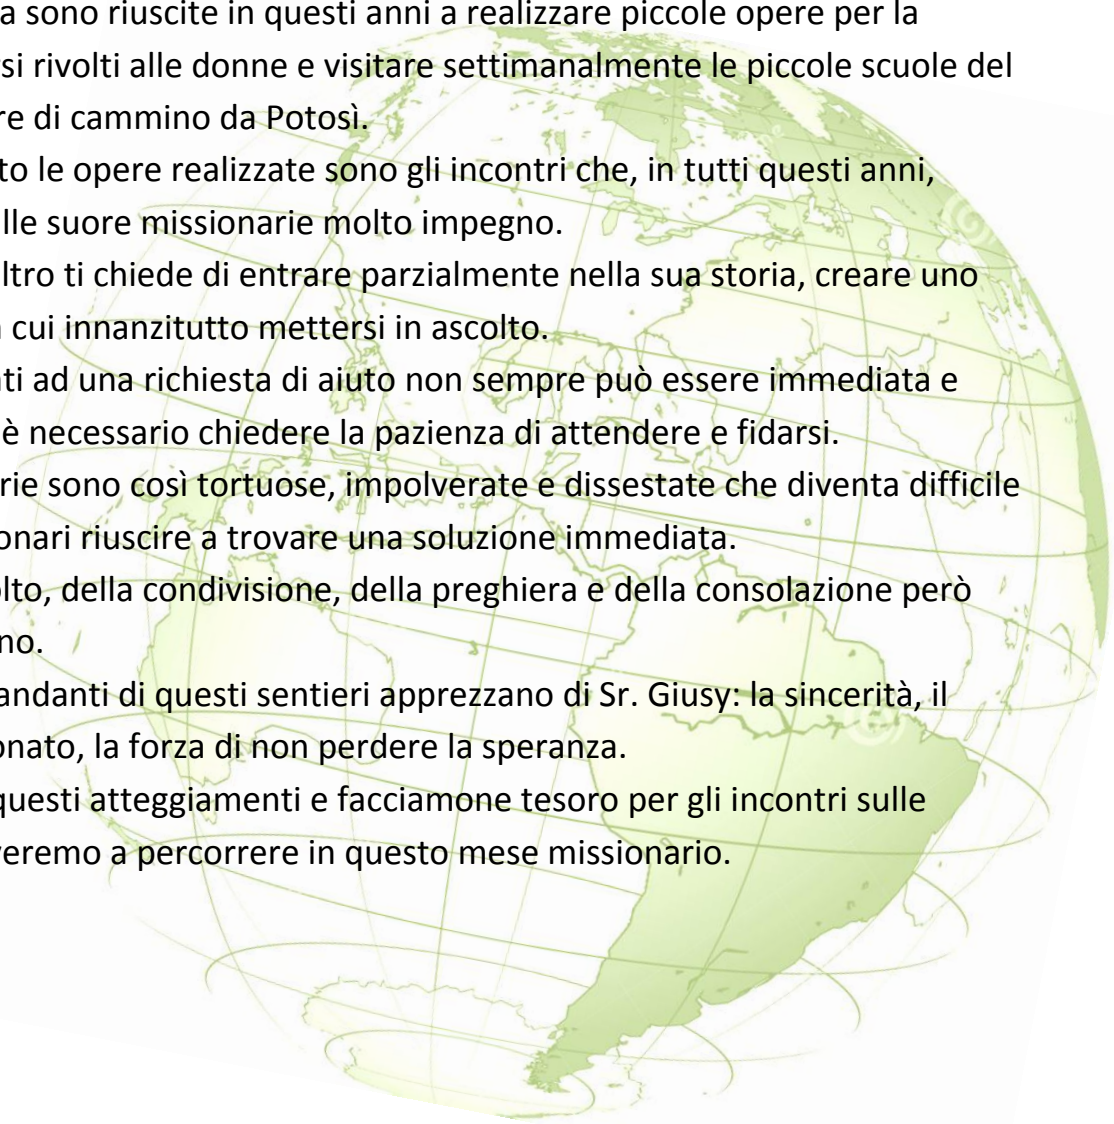 a sono riuscite in questi anni a realizzare piccole opere per la
si rivolti alle donne e visitare settimanalmente le piccole scuole del
re di cammino da Potosì.
to le opere realizzate sono gli incontri che, in tutti questi anni,
lle suore missionarie molto impegno.
ltro ti chiede di entrare parzialmente nella sua storia, creare uno
cui innanzitutto mettersi in ascolto.
ti ad una richiesta di aiuto non sempre può essere immediata e
è necessario chiedere la pazienza di attendere e fidarsi.
rie sono così tortuose, impolverate e dissestate che diventa difficile
onari riuscire a trovare una soluzione immediata.
lto, della condivisione, della preghiera e della consolazione però
no.
andanti di questi sentieri apprezzano di Sr. Giusy: la sincerità, il
onato, la forza di non perdere la speranza.
questi atteggiamenti e facciamone tesoro per gli incontri sulle
veremo a percorrere in questo mese missionario.